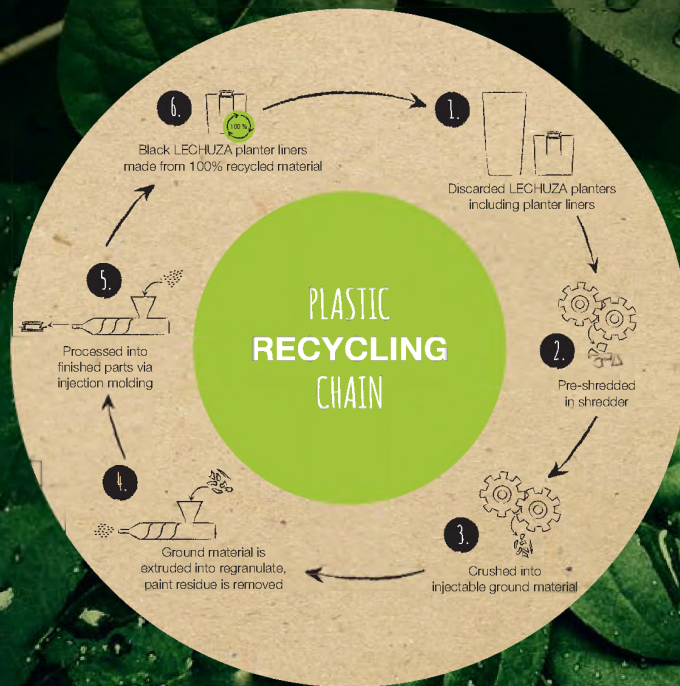 PLASTIC
RECYCLING
CHAIN
1.
Discarded LECHUZA planters
including planter liners
2.
Pre-shredded
in shredder
3.
Crushed into
injectable ground material
4.
Ground material is
extruded into regranulate,
paint residue is removed
5.
Processed into
finished parts via
injection molding
6.
100 %
Black LECHUZA planter liners
made from 100% recycled material